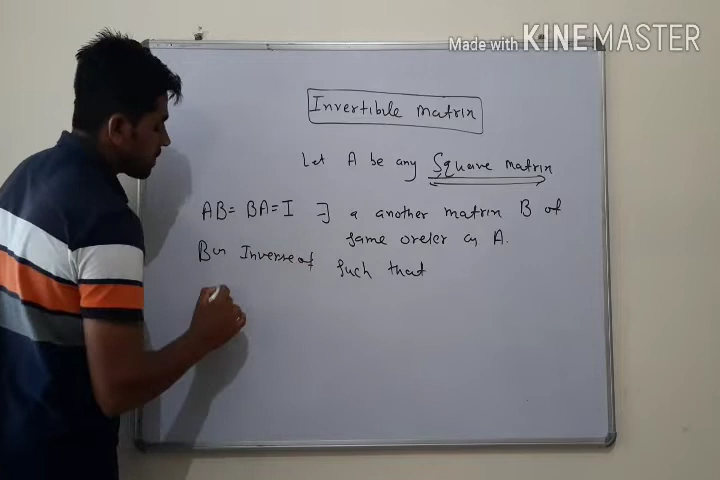 Made with KINEMASTER
Invertible matrix
Let A be any Square matrix
AB = BA = I ∃ a another matrix B of
same order as A.
B is Inverse of such that